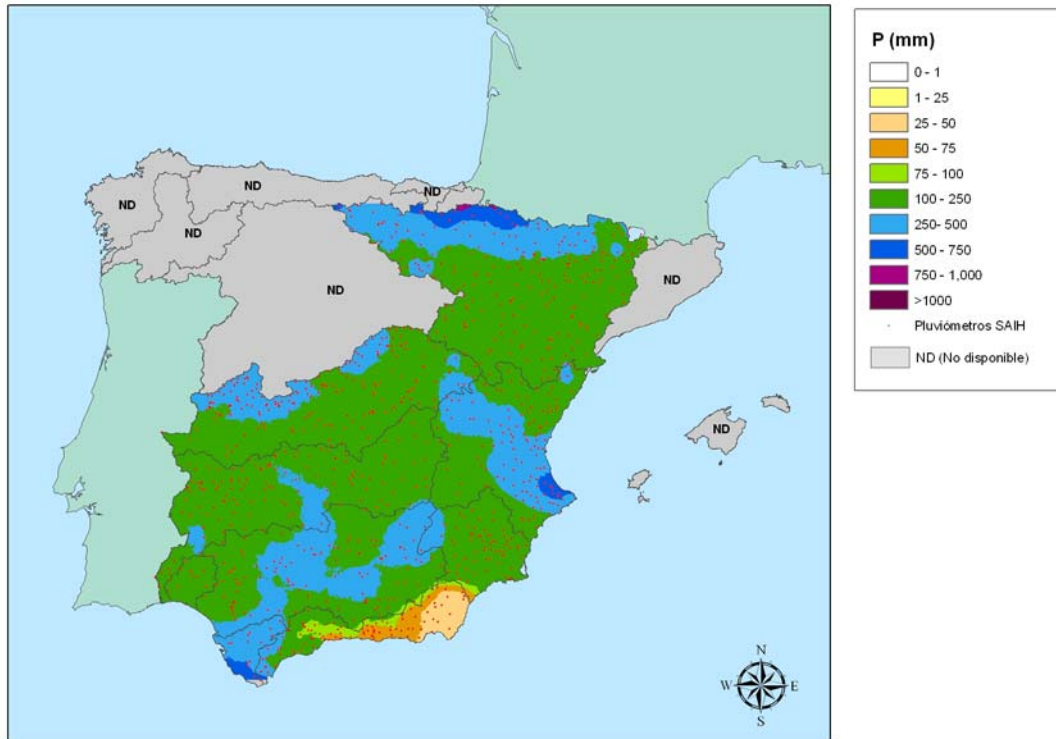 P (mm)
0 - 1
1 - 25
25 - 50
50 - 75
75 - 100
100 - 250
250 - 500
500 - 750
750 - 1,000
>1000
Pluviómetros SAIH
ND (No disponible)
ND
ND
ND
ND
ND
ND
ND
N
W
E
S